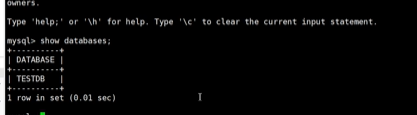 owners.
Type 'help;' or '\h' for help. Type '\c' to clear the current input statement.
mysql> show databases;
+----------+
| DATABASE |
+----------+
| TESTDB   |
+----------+
1 row in set (0.01 sec)